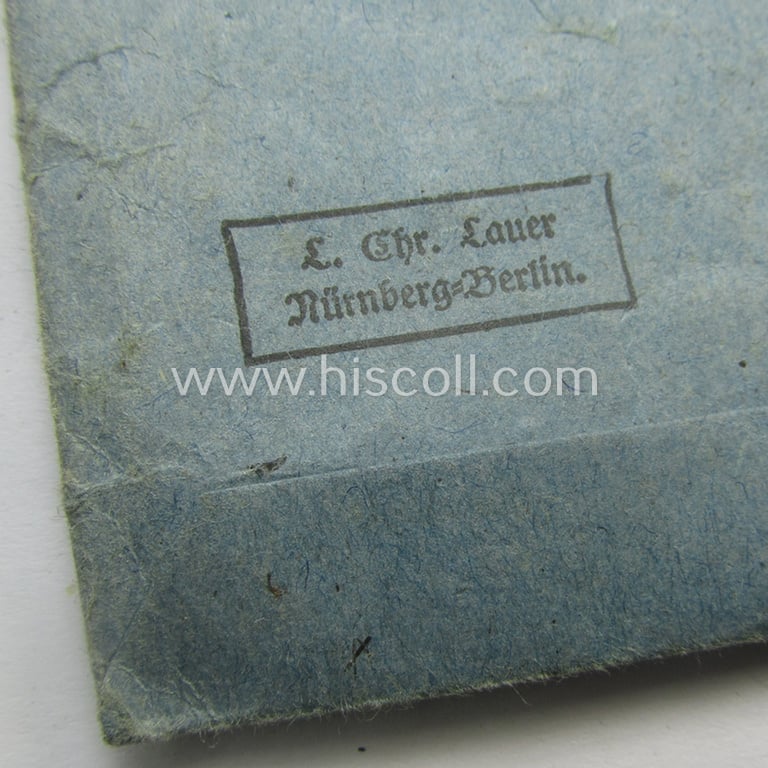 L. Chr. Lauer
Nürnberg=Berlin.
www.hiscoll.com